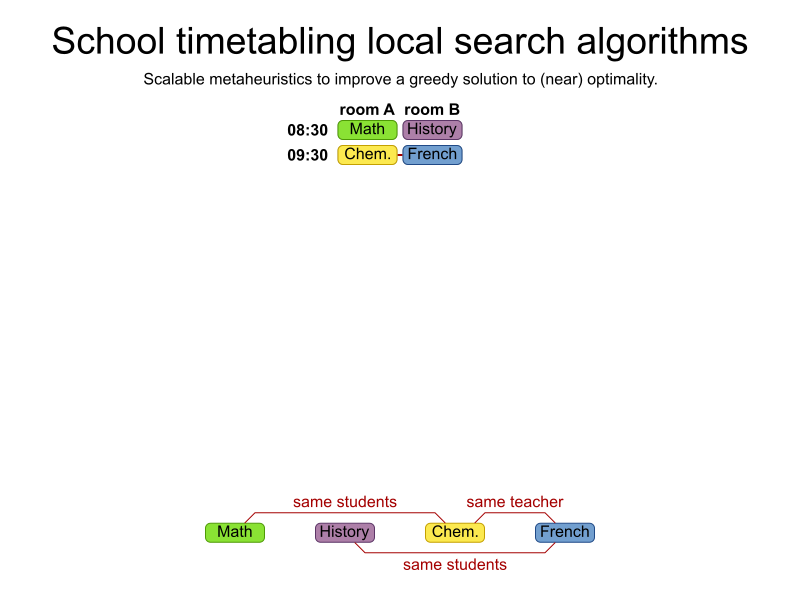 School timetabling local search algorithms
Scalable metaheuristics to improve a greedy solution to (near) optimality.
room A room B
08:30 Math History
09:30 Chem. French
same students same teacher
Math History Chem. French
same students